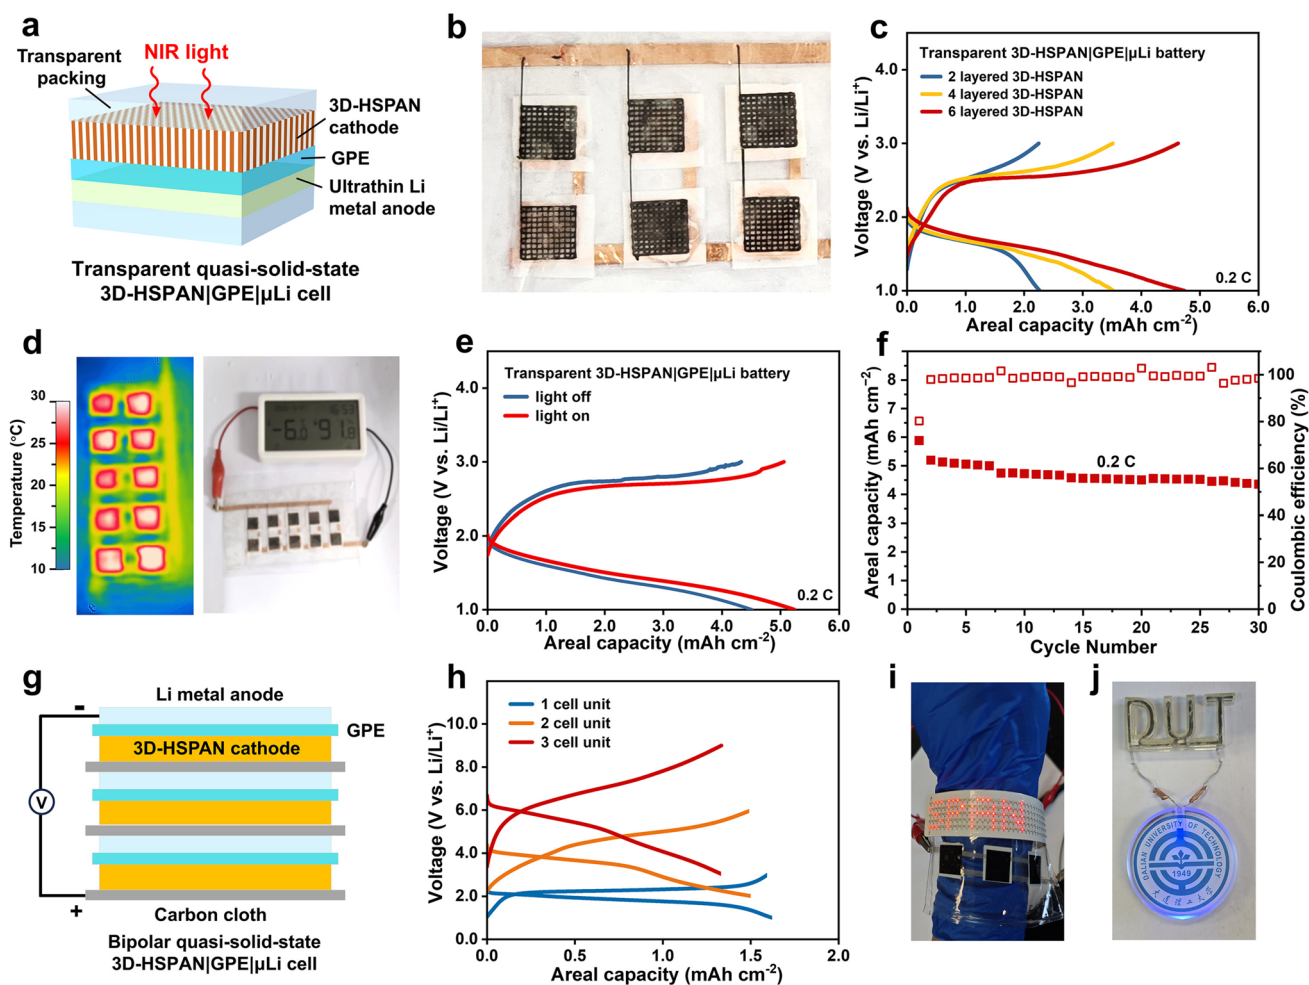 a
Transparent
packing
NIR light
3D-HSPAN
cathode
GPE
Ultrathin Li
metal anode
Transparent quasi-solid-state
3D-HSPAN|GPE|μLi cell
b
c
Transparent 3D-HSPAN|GPE|μLi battery
2 layered 3D-HSPAN
4 layered 3D-HSPAN
6 layered 3D-HSPAN
Voltage (V vs. Li/Li⁺)
4.0
3.0
2.0
1.0
0.2 C
0.0 1.0 2.0 3.0 4.0 5.0 6.0
Areal capacity (mAh cm⁻²)
d
Temperature (°C)
30
25
20
15
10
e
Transparent 3D-HSPAN|GPE|μLi battery
light off
light on
Voltage (V vs. Li/Li⁺)
4.0
3.0
2.0
1.0
0.2 C
0.0 1.0 2.0 3.0 4.0 5.0 6.0
Areal capacity (mAh cm⁻²)
f
Areal capacity (mAh cm⁻²)
8
7
6
5
4
3
2
1
0
0.2 C
100
80
60
40
20
0
Coulombic efficiency (%)
0 5 10 15 20 25 30
Cycle Number
g
Li metal anode
-
GPE
3D-HSPAN cathode
V
+
Carbon cloth
Bipolar quasi-solid-state
3D-HSPAN|GPE|μLi cell
h
1 cell unit
2 cell unit
3 cell unit
Voltage (V vs. Li/Li⁺)
10.0
8.0
6.0
4.0
2.0
0.0
0.0 0.5 1.0 1.5 2.0
Areal capacity (mAh cm⁻²)
i
j
DUT
DALIAN UNIVERSITY OF TECHNOLOGY
1949
大连理工大学